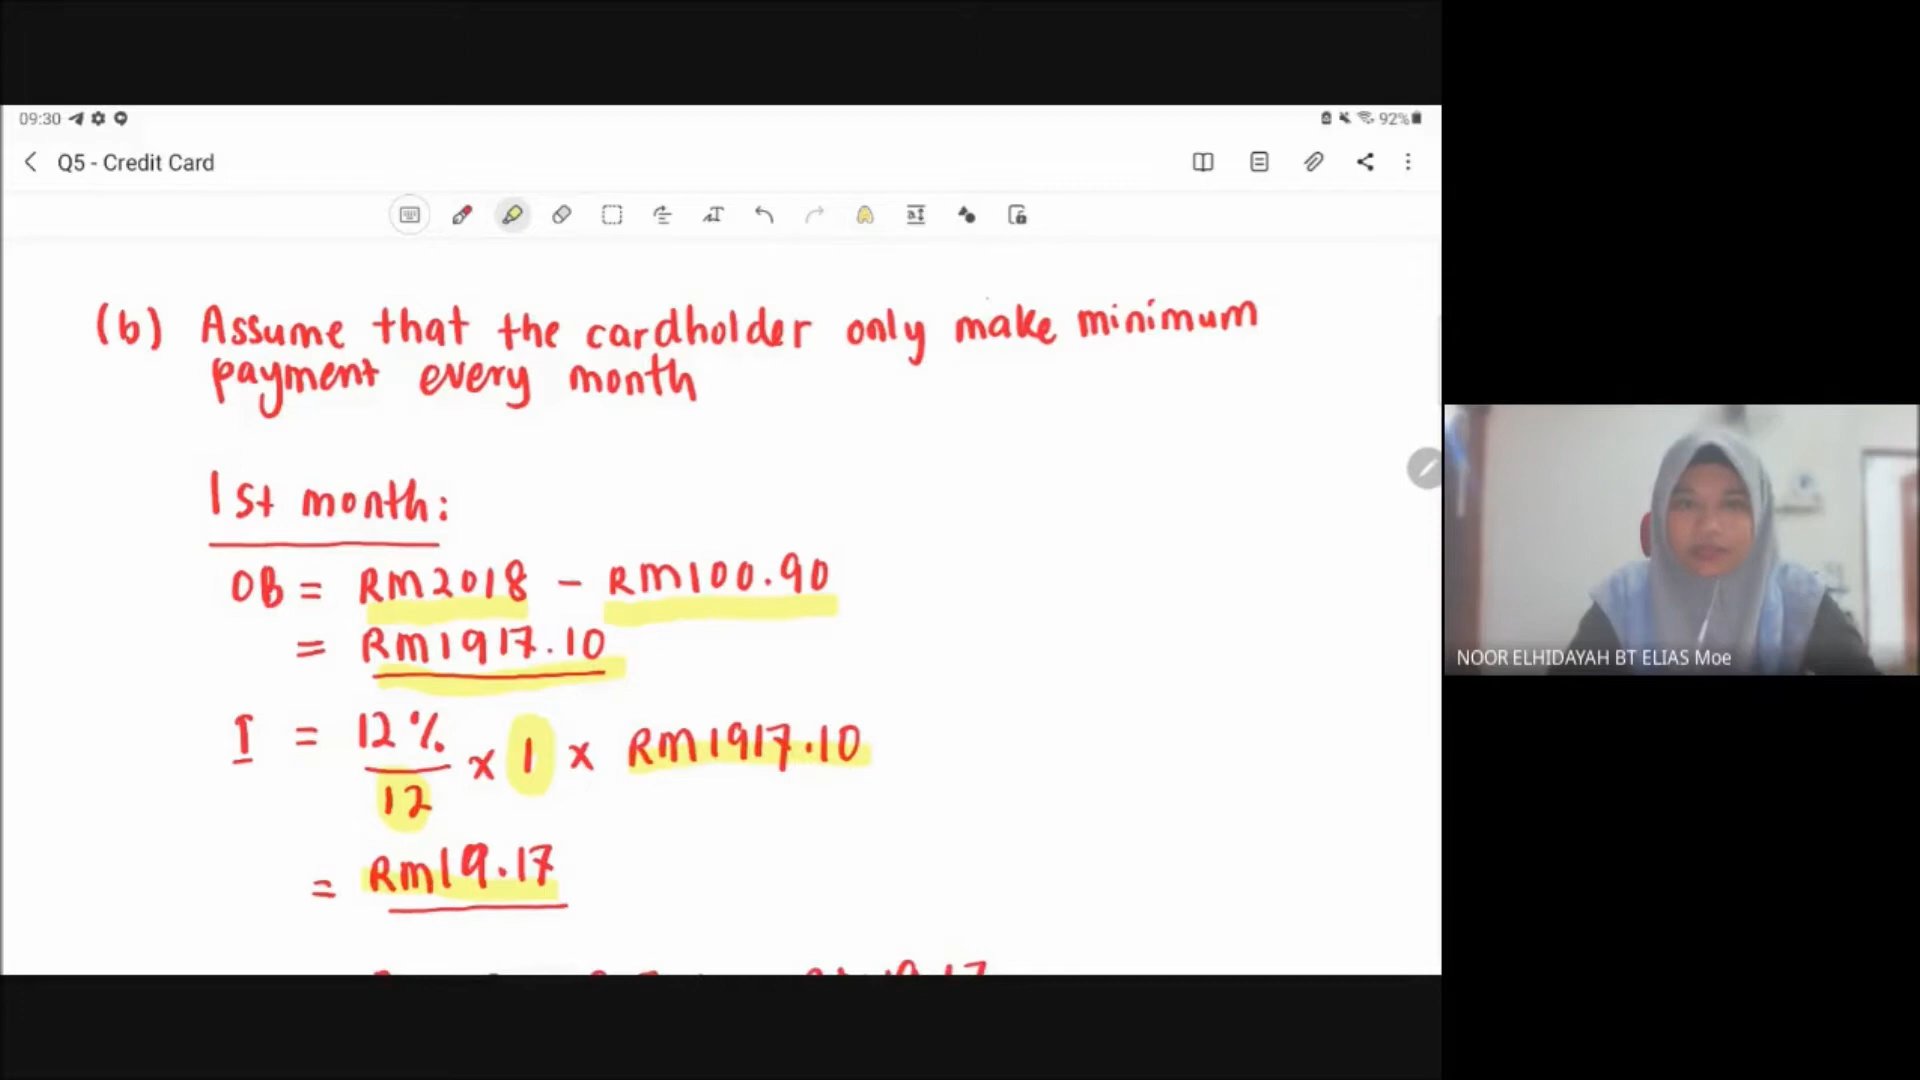 09:30
92%
Q5 - Credit Card
(b) Assume that the cardholder only make minimum
payment every month
1st month:
OB = RM2018 - RM100.90
= RM1917.10
I = 12% / 12 x 1 x RM1917.10
= RM19.17
NOOR ELHIDAYAH BT ELIAS Moe